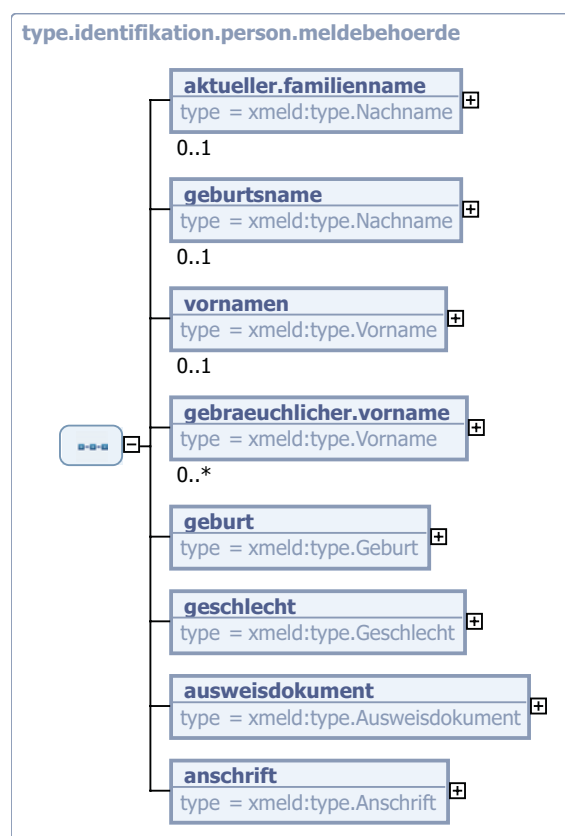 type.identifikation.person.meldebehoerde
aktueller.familienname
type = xmeld:type.Nachname
0..1
geburtsname
type = xmeld:type.Nachname
0..1
vornamen
type = xmeld:type.Vorname
0..1
gebraeuchlicher.vorname
type = xmeld:type.Vorname
0..*
geburt
type = xmeld:type.Geburt
geschlecht
type = xmeld:type.Geschlecht
ausweisdokument
type = xmeld:type.Ausweisdokument
anschrift
type = xmeld:type.Anschrift